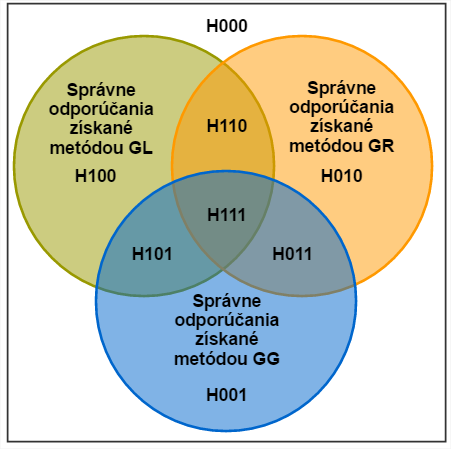 H000
Správne
odporúčania
získané
metódou GL
H100
Správne
odporúčania
získané
metódou GR
H010
H110
H111
H101
H011
Správne
odporúčania
získané
metódou GG
H001